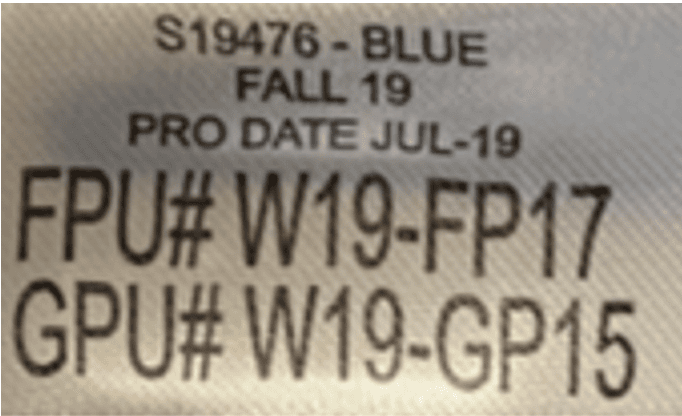 S19476 - BLUE
FALL 19
PRO DATE JUL-19
FPU# W19-FP17
GPU# W19-GP15